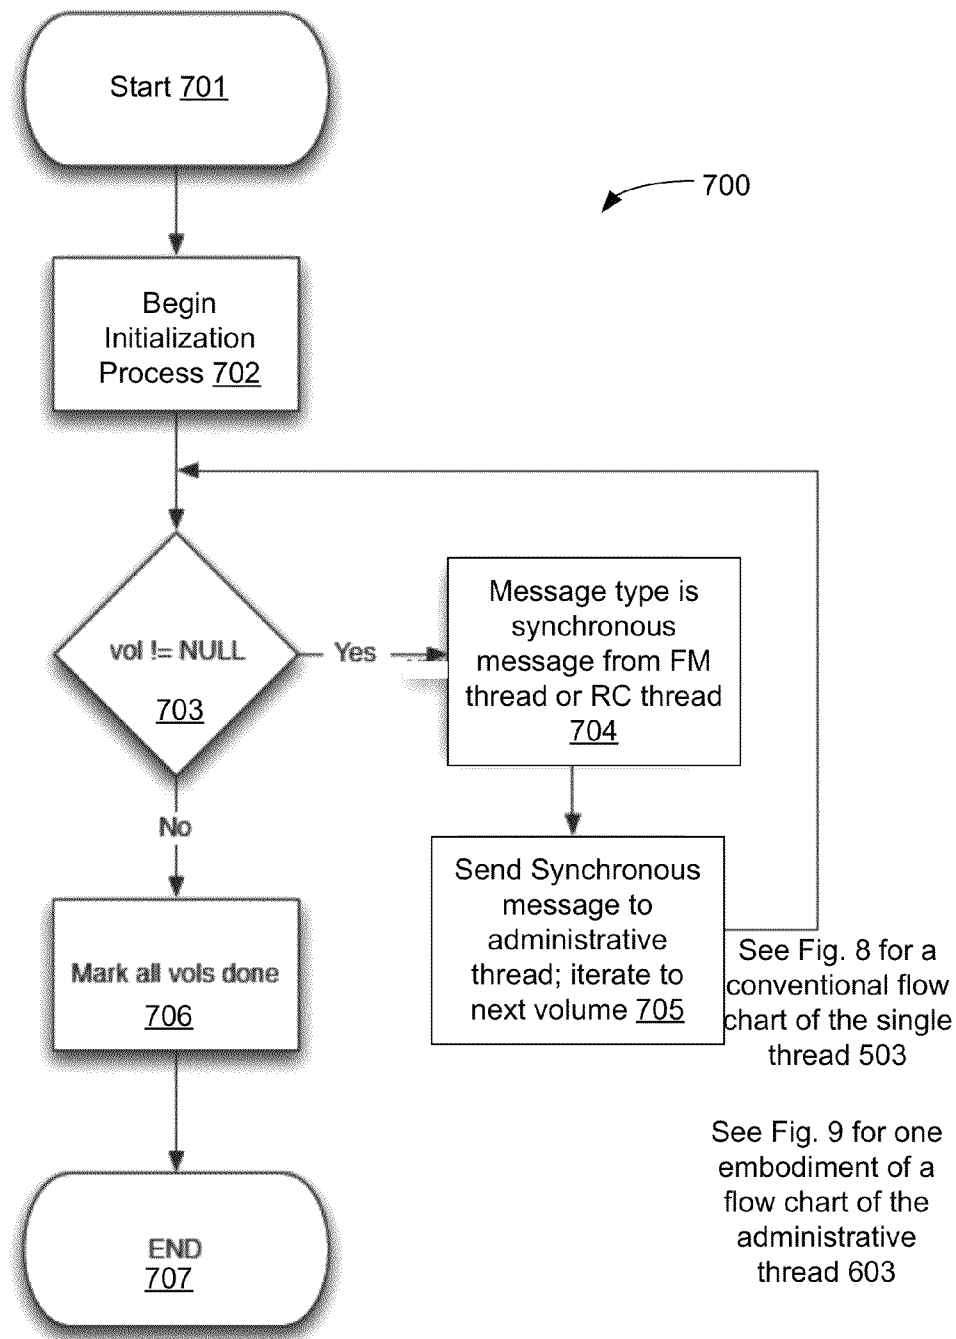 Start 701
700
Begin
Initialization
Process 702
vol != NULL
703
Yes
Message type is
synchronous
message from FM
thread or RC thread
704
No
Send Synchronous
message to
administrative
thread; iterate to
next volume 705
See Fig. 8 for a
conventional flow
chart of the single
thread 503
Mark all vols done
706
See Fig. 9 for one
embodiment of a
flow chart of the
administrative
thread 603
END
707